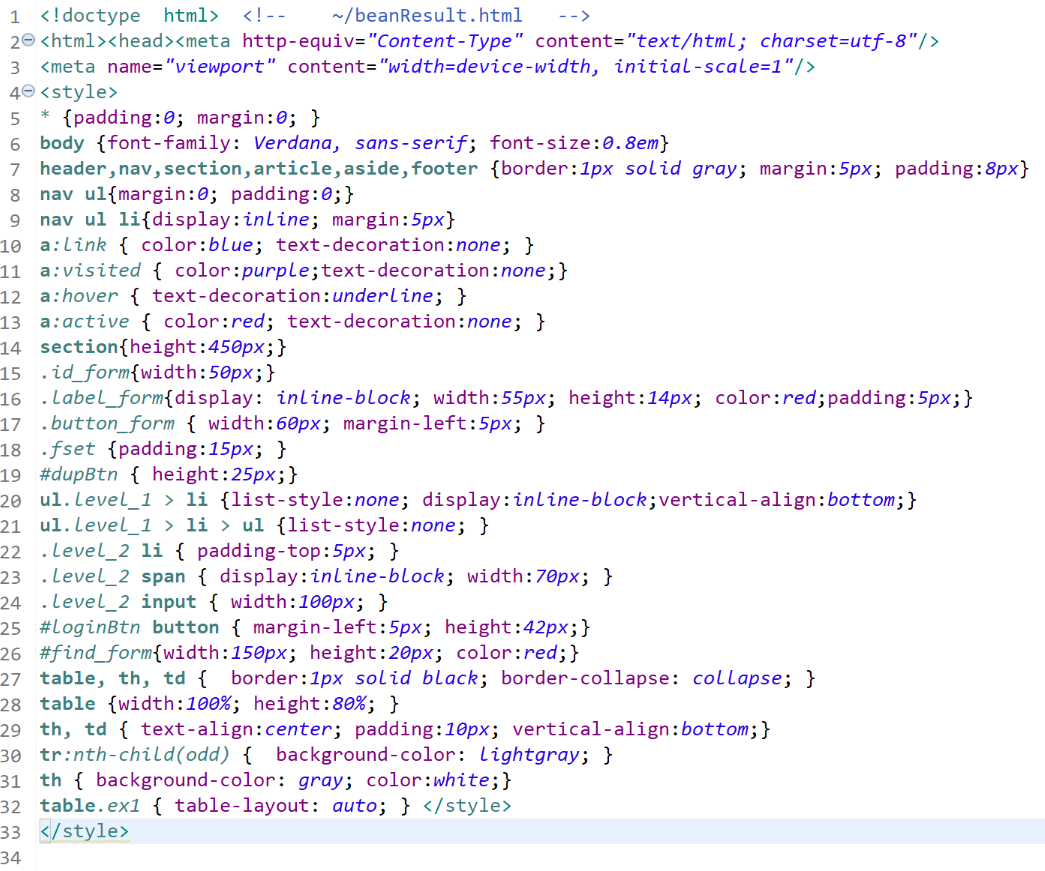 1 <!doctype  html>  <!--    ~/beanResult.html   -->
2 <html><head><meta http-equiv="Content-Type" content="text/html; charset=utf-8"/>
3 <meta name="viewport" content="width=device-width, initial-scale=1"/>
4 <style>
5 * {padding:0; margin:0; }
6 body {font-family: Verdana, sans-serif; font-size:0.8em}
7 header,nav,section,article,aside,footer {border:1px solid gray; margin:5px; padding:8px}
8 nav ul{margin:0; padding:0;}
9 nav ul li{display:inline; margin:5px}
10 a:link { color:blue; text-decoration:none; }
11 a:visited { color:purple;text-decoration:none;}
12 a:hover { text-decoration:underline; }
13 a:active { color:red; text-decoration:none; }
14 section{height:450px;}
15 .id_form{width:50px;}
16 .label_form{display: inline-block; width:55px; height:14px; color:red;padding:5px;}
17 .button_form { width:60px; margin-left:5px; }
18 .fset {padding:15px; }
19 #dupBtn { height:25px;}
20 ul.level_1 > li {list-style:none; display:inline-block;vertical-align:bottom;}
21 ul.level_1 > li > ul {list-style:none; }
22 .level_2 li { padding-top:5px; }
23 .level_2 span { display:inline-block; width:70px; }
24 .level_2 input { width:100px; }
25 #loginBtn button { margin-left:5px; height:42px;}
26 #find_form{width:150px; height:20px; color:red;}
27 table, th, td {  border:1px solid black; border-collapse: collapse; }
28 table {width:100%; height:80%; }
29 th, td { text-align:center; padding:10px; vertical-align:bottom;}
30 tr:nth-child(odd) {  background-color: lightgray; }
31 th { background-color: gray; color:white;}
32 table.ex1 { table-layout: auto; } </style>
33 </style>
34